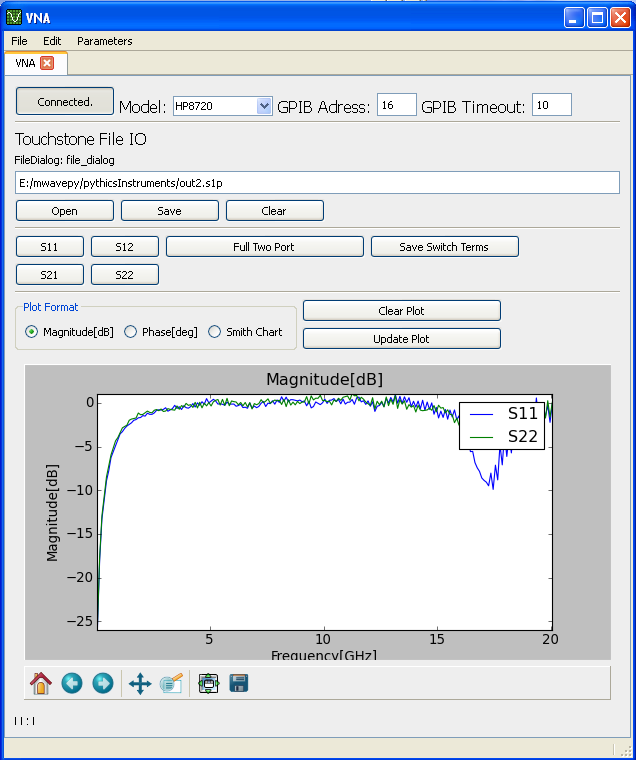 VNA
File Edit Parameters
VNA
Connected. Model: HP8720 GPIB Adress: 16 GPIB Timeout: 10
Touchstone File IO
FileDialog: file_dialog
E:/mwavepy/pythicsInstruments/out2.s1p
Open Save Clear
S11 S12 Full Two Port Save Switch Terms
S21 S22
Plot Format
Magnitude[dB] Phase[deg] Smith Chart
Clear Plot
Update Plot
Magnitude[dB]
S11
S22
Magnitude[dB]
0
−5
−10
−15
−20
−25
5 10 15 20
Frequency[GHz]